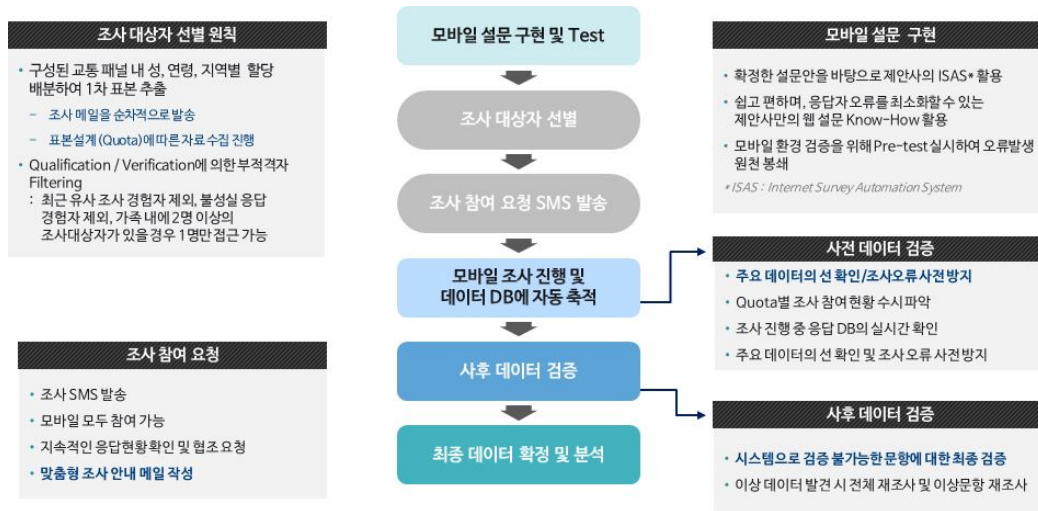 조사 대상자 선별 원칙
• 구성된 교통 패널 내 성, 연령, 지역별 할당
배분하여 1차 표본 추출
- 조사 메일을 순차적으로 발송
- 표본설계(Quota)에 따른 자료 수집 진행
• Qualification / Verification에 의한 부적격자
Filtering
: 최근 유사 조사 경험자 제외, 불성실 응답
경험자 제외, 가족 내에 2명 이상의
조사대상자가 있을 경우 1명만 접근 가능
조사 참여 요청
• 조사 SMS 발송
• 모바일 모두 참여 가능
• 지속적인 응답현황확인 및 협조 요청
• 맞춤형 조사 안내 메일 작성
모바일 설문 구현 및 Test
조사 대상자 선별
조사 참여 요청 SMS 발송
모바일 조사 진행 및
데이터 DB에 자동 축적
사후 데이터 검증
최종 데이터 확정 및 분석
모바일 설문 구현
• 확정한 설문안을 바탕으로 제안사의 ISAS* 활용
• 쉽고 편하며, 응답자 오류를 최소화할 수 있는
제안사만의 웹 설문 Know-How 활용
• 모바일 환경 검증을 위해 Pre-test 실시하여 오류발생
원천 봉쇄
* ISAS : Internet Survey Automation System
사전 데이터 검증
• 주요 데이터의 선 확인/조사오류 사전 방지
• Quota별 조사 참여 현황 수시 파악
• 조사 진행 중 응답 DB의 실시간 확인
• 주요 데이터의 선 확인 및 조사 오류 사전 방지
사후 데이터 검증
• 시스템으로 검증 불가능한 문항에 대한 최종 검증
• 이상 데이터 발견 시 전체 재조사 및 이상문항 재조사